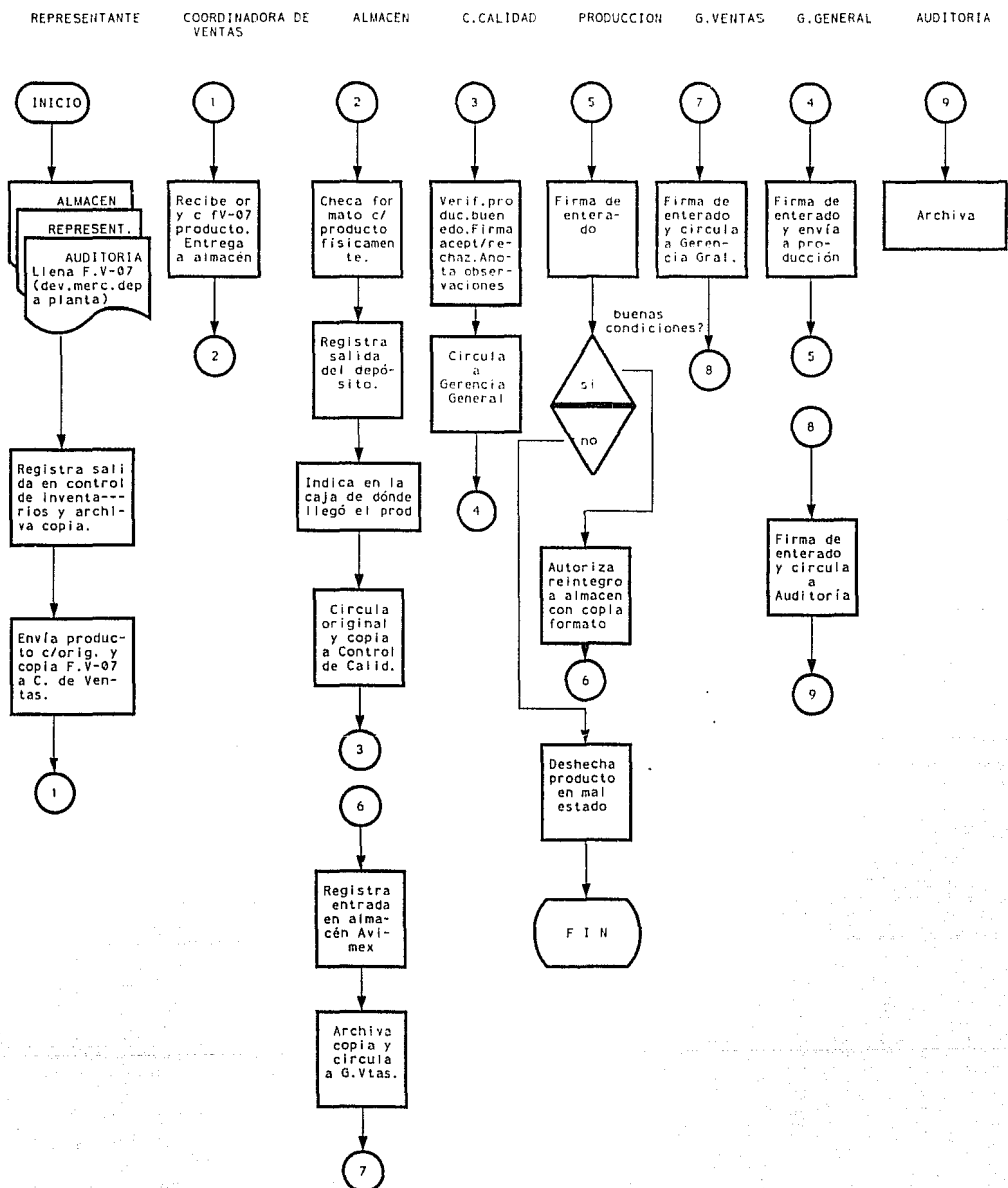 REPRESENTANTE
COORDINADORA DE
VENTAS
ALMACEN
C.CALIDAD
PRODUCCION
G.VENTAS
G.GENERAL
AUDITORIA
INICIO
ALMACEN
REPRESENT.
AUDITORIA
Llena F.V-07
(dev.merc.dep
a planta)
Registra sali
da en control
de inventa---
rios y archi-
va copia.
Envía produc-
to c/orig. y
copia F.V-07
a C. de Ven-
tas.
1
1
Recibe or
y c fV-07
producto.
Entrega
a almacén
2
2
Checa for
mato c/
producto
físicamen
te.
Registra
salida
del depó-
sito.
Indica en la
caja de dónde
llegó el prod
Circula
original
y copia
a Control
de Calid.
3
6
Registra
entrada
en alma-
cén Avi-
mex
Archiva
copia y
circula
a G.Vtas.
7
3
Verif.pro
duc.buen
edo.Firma
acept/re-
chaz.Ano-
ta obser-
vaciones
Circula
a
Gerencia
General
4
5
Firma de
entera-
do
buenas
condiciones?
si
no
Autoriza
reintegro
a almacen
con copia
formato
6
Deshecha
producto
en mal
estado
F I N
7
Firma de
enterado
y circula
a Geren-
cia Gral.
8
4
Firma de
enterado
y envía
a pro-
ducción
5
8
Firma de
enterado
y circula
a
Auditoría
9
9
Archiva